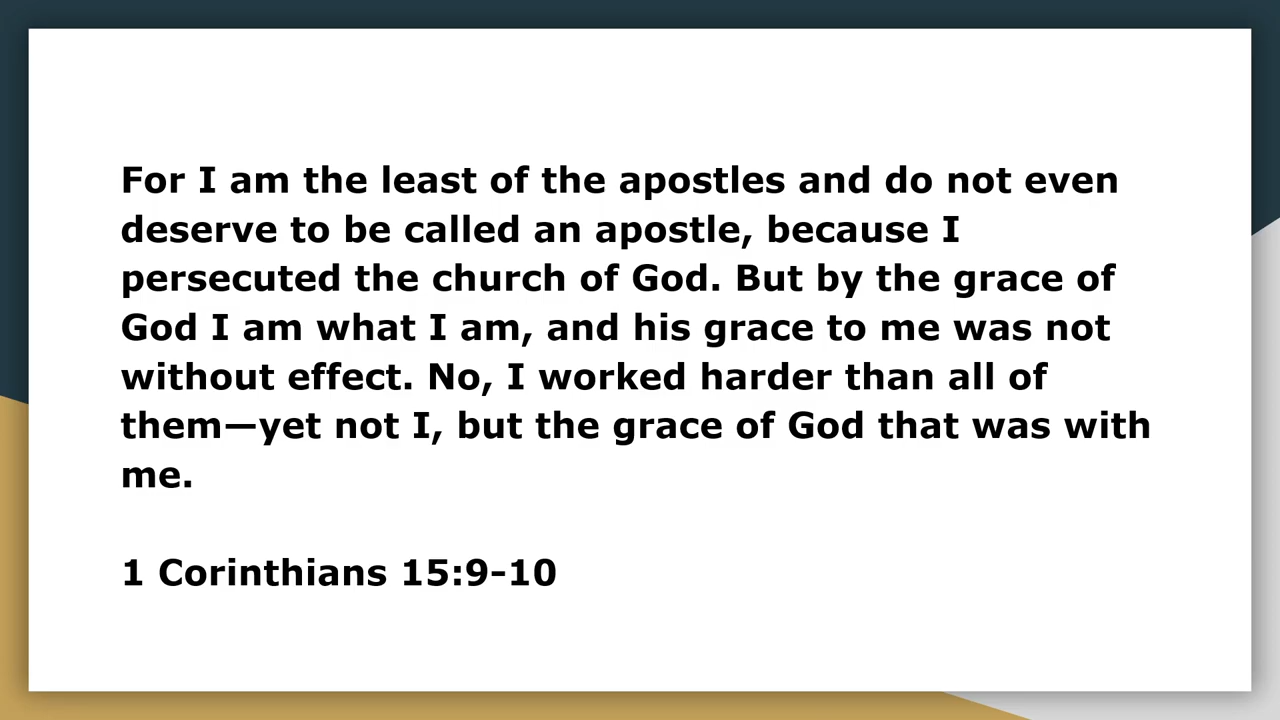 For I am the least of the apostles and do not even
deserve to be called an apostle, because I
persecuted the church of God. But by the grace of
God I am what I am, and his grace to me was not
without effect. No, I worked harder than all of
them—yet not I, but the grace of God that was with
me.
1 Corinthians 15:9-10